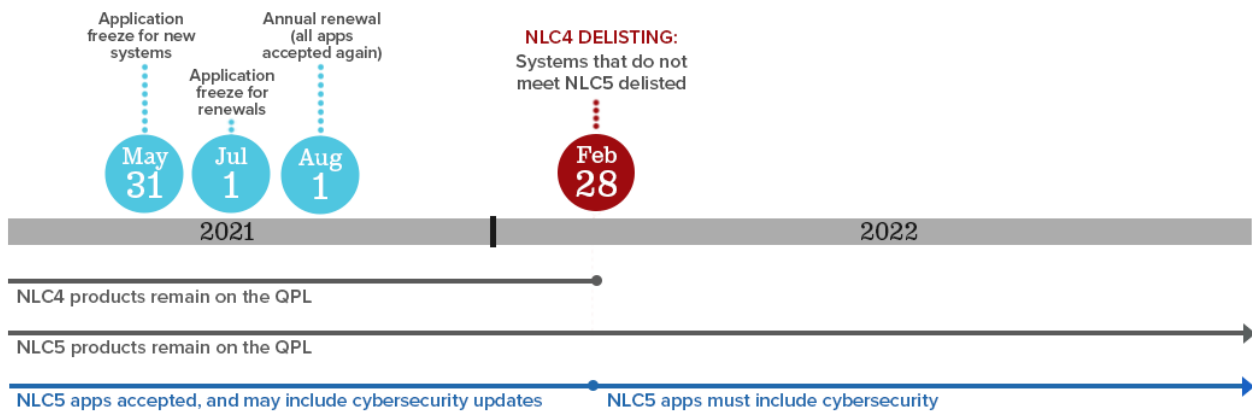 Application
freeze for new
systems
Application
freeze for
renewals
Annual renewal
(all apps
accepted again)
NLC4 DELISTING:
Systems that do not
meet NLC5 delisted
May
31
Jul
1
Aug
1
Feb
28
2021
2022
NLC4 products remain on the QPL
NLC5 products remain on the QPL
NLC5 apps accepted, and may include cybersecurity updates
NLC5 apps must include cybersecurity